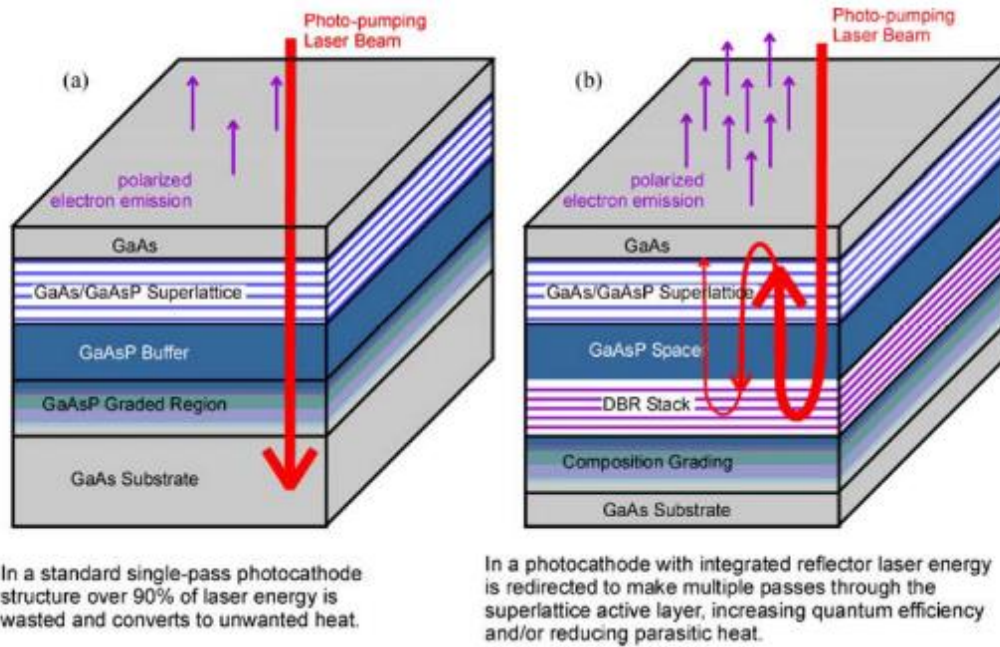 Photo-pumping
Laser Beam
(a)
polarized
electron emission
GaAs
GaAs/GaAsP Superlattice
GaAsP Buffer
GaAsP Graded Region
GaAs Substrate
In a standard single-pass photocathode
structure over 90% of laser energy is
wasted and converts to unwanted heat.
Photo-pumping
Laser Beam
(b)
polarized
electron emission
GaAs
GaAs/GaAsP Superlattice
GaAsP Space
DBR Stack
Composition Grading
GaAs Substrate
In a photocathode with integrated reflector laser energy
is redirected to make multiple passes through the
superlattice active layer, increasing quantum efficiency
and/or reducing parasitic heat.